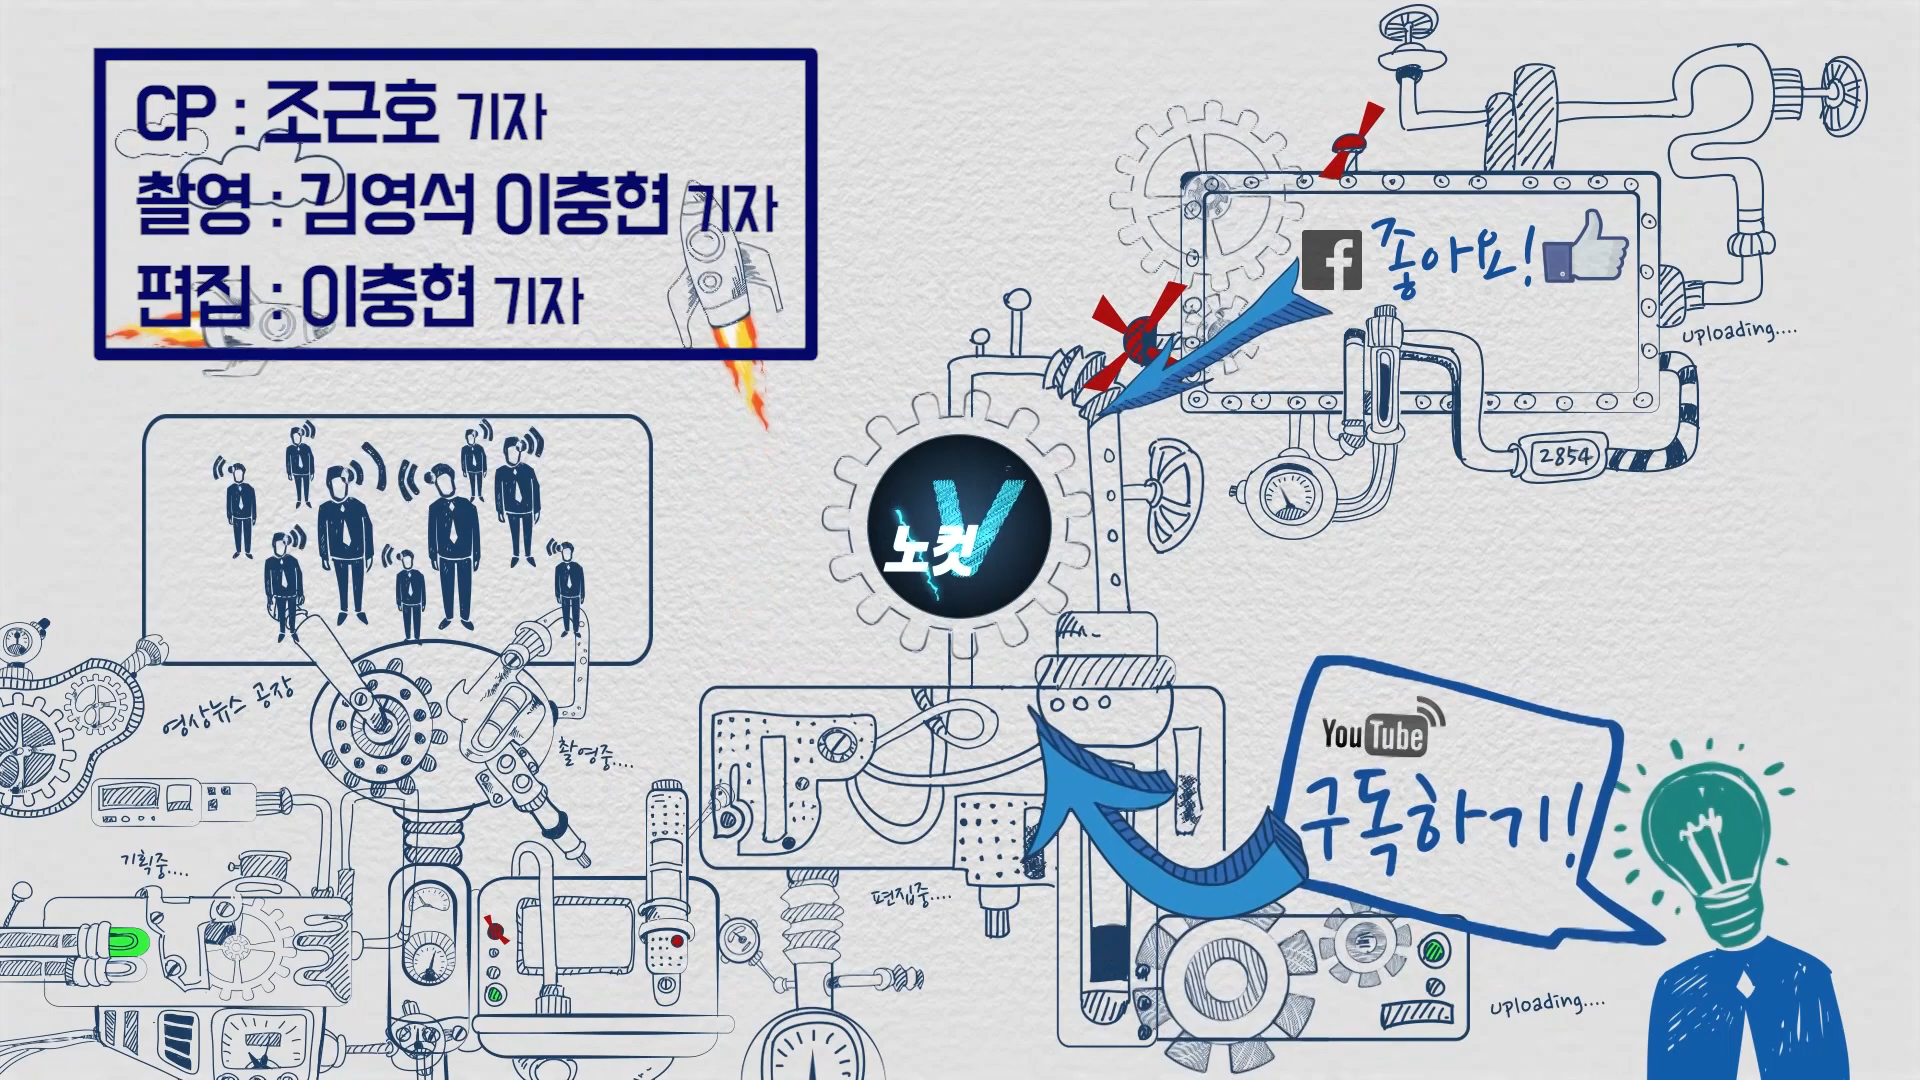 CP : 조근호 기자
촬영 : 김영석 이충현 기자
편집 : 이충현 기자
f 좋아요!
uploading....
2854
노컷V
영상뉴스 공장
촬영중....
기획중....
편집중....
YouTube
구독하기!
uploading....